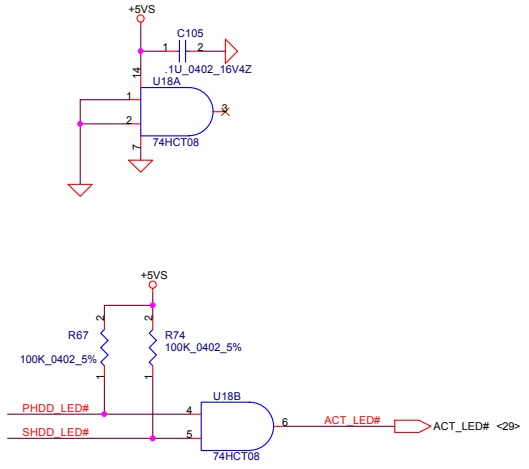 +5VS
C105
1 2
.1U_0402_16V4Z
14
U18A
1
3
2
7
74HCT08
+5VS
2 2
R67 R74
100K_0402_5% 100K_0402_5%
1 1
U18B
PHDD_LED# 4
6 ACT_LED# ACT_LED# <29>
SHDD_LED# 5
74HCT08